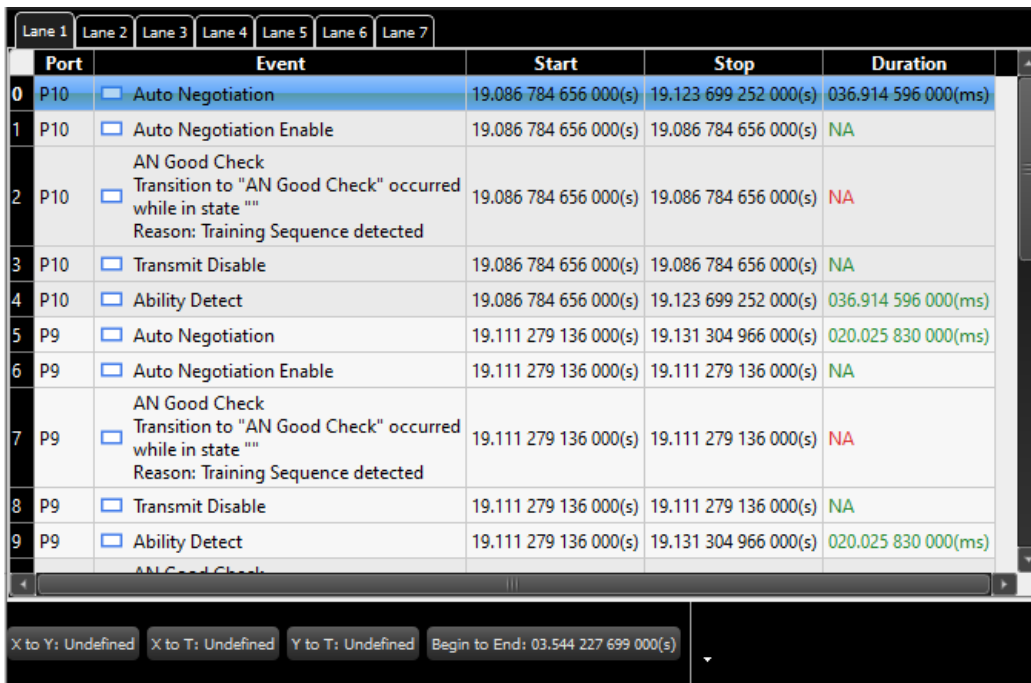 Lane 1 Lane 2 Lane 3 Lane 4 Lane 5 Lane 6 Lane 7
Port Event Start Stop Duration
0 P10 Auto Negotiation 19.086 784 656 000(s) 19.123 699 252 000(s) 036.914 596 000(ms)
1 P10 Auto Negotiation Enable 19.086 784 656 000(s) 19.086 784 656 000(s) NA
AN Good Check
Transition to "AN Good Check" occurred
2 P10 while in state "" 19.086 784 656 000(s) 19.086 784 656 000(s) NA
Reason: Training Sequence detected
3 P10 Transmit Disable 19.086 784 656 000(s) 19.086 784 656 000(s) NA
4 P10 Ability Detect 19.086 784 656 000(s) 19.123 699 252 000(s) 036.914 596 000(ms)
5 P9 Auto Negotiation 19.111 279 136 000(s) 19.131 304 966 000(s) 020.025 830 000(ms)
6 P9 Auto Negotiation Enable 19.111 279 136 000(s) 19.111 279 136 000(s) NA
AN Good Check
Transition to "AN Good Check" occurred
7 P9 while in state "" 19.111 279 136 000(s) 19.111 279 136 000(s) NA
Reason: Training Sequence detected
8 P9 Transmit Disable 19.111 279 136 000(s) 19.111 279 136 000(s) NA
9 P9 Ability Detect 19.111 279 136 000(s) 19.131 304 966 000(s) 020.025 830 000(ms)
AN Good Check
X to Y: Undefined X to T: Undefined Y to T: Undefined Begin to End: 03.544 227 699 000(s)